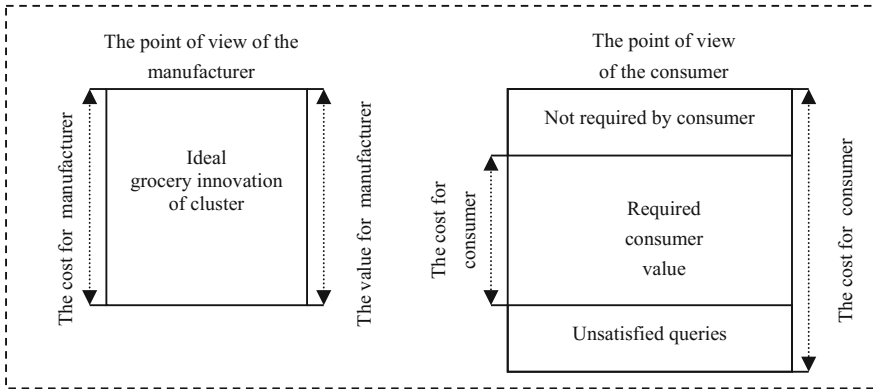 The point of view of the
manufacturer
The cost for manufacturer
Ideal
grocery innovation
of cluster
The value for manufacturer
The point of view
of the consumer
Not required by consumer
The cost for
consumer
Required
consumer
value
Unsatisfied queries
The cost for consumer